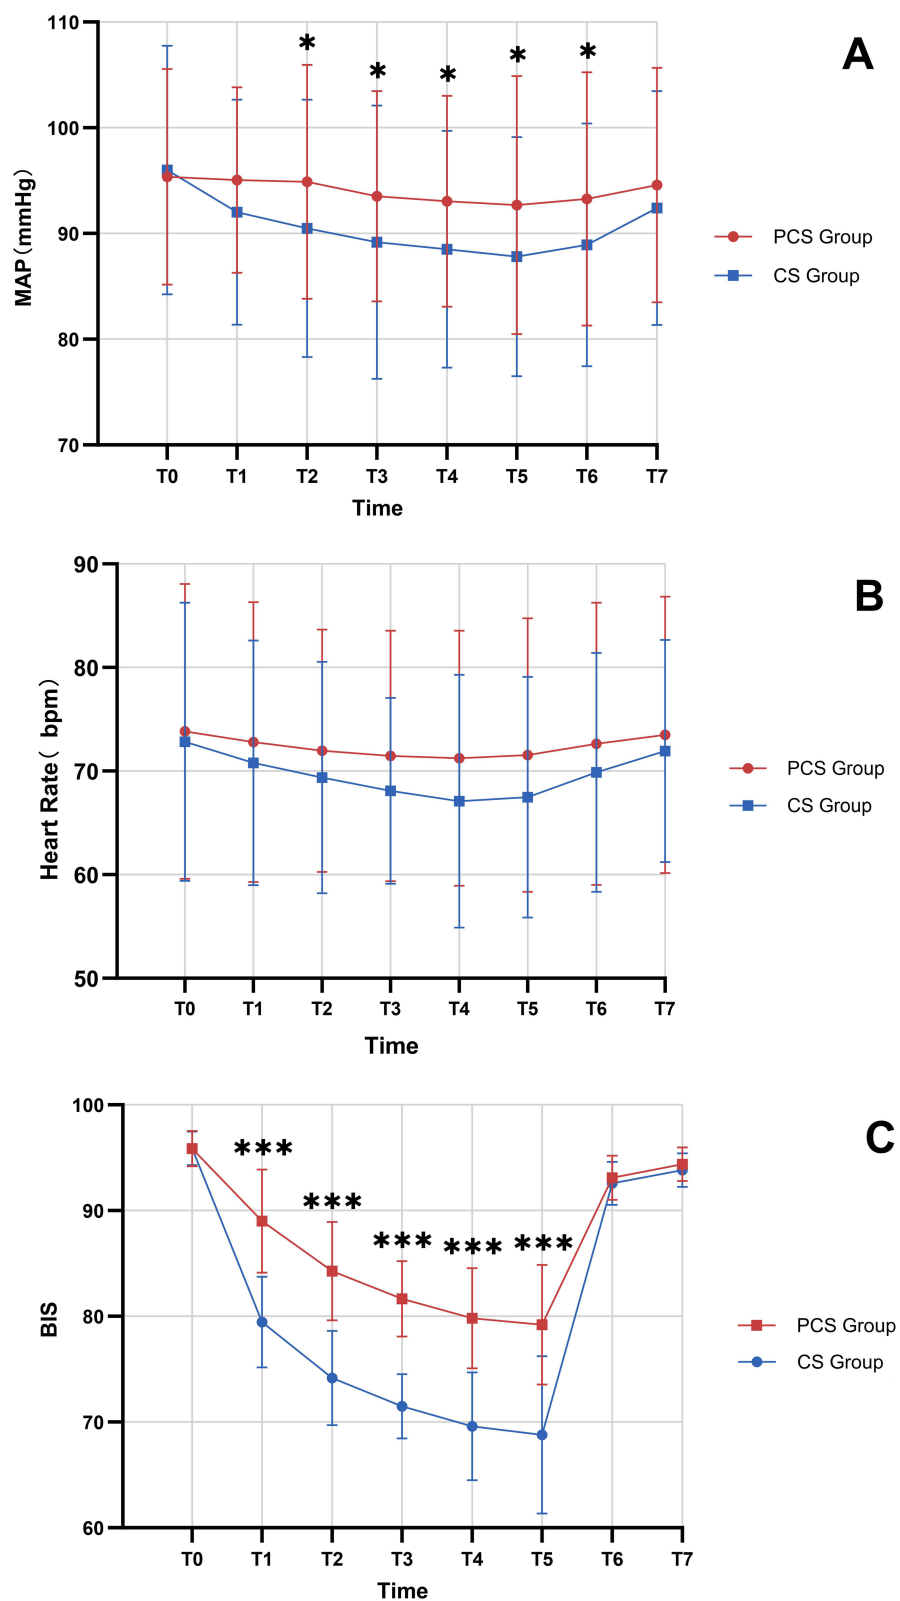 A
110
100
90
80
70
MAP（mmHg）
* * * * *
T0 T1 T2 T3 T4 T5 T6 T7
Time
PCS Group
CS Group
B
90
80
70
60
50
Heart Rate（ bpm）
T0 T1 T2 T3 T4 T5 T6 T7
Time
PCS Group
CS Group
C
100
90
80
70
60
BIS
*** *** *** *** ***
T0 T1 T2 T3 T4 T5 T6 T7
Time
PCS Group
CS Group